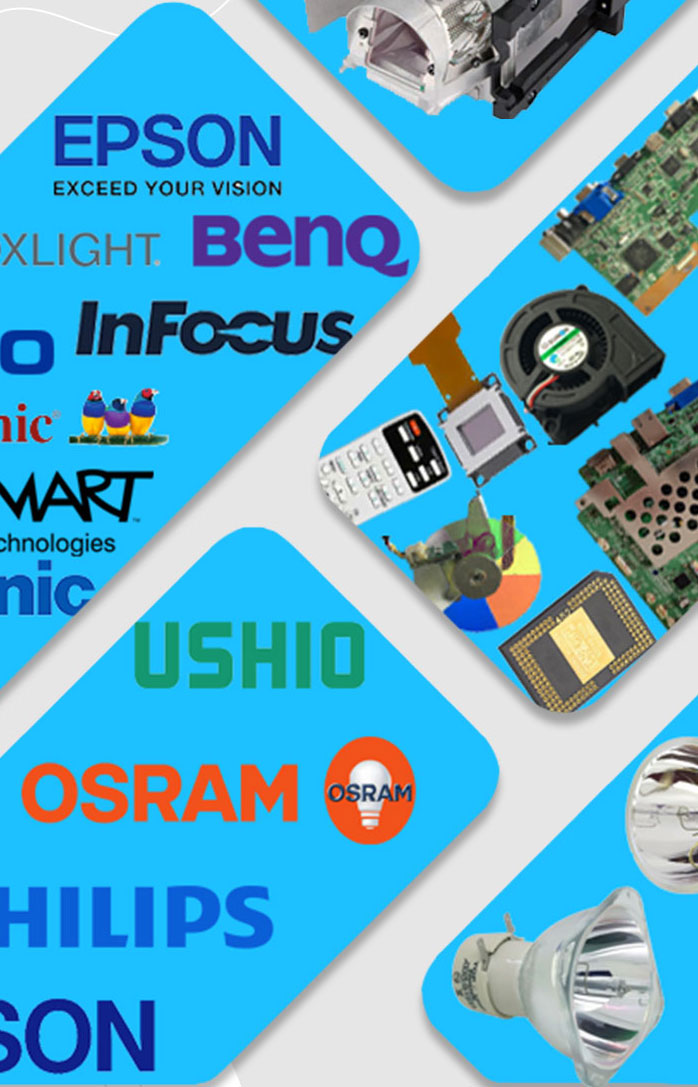 EPSON
EXCEED YOUR VISION
XLIGHT.
BenQ
o
InFocus
nic
MART
chnologies
nic
USHIO
OSRAM
OSRAM
HILIPS
SON